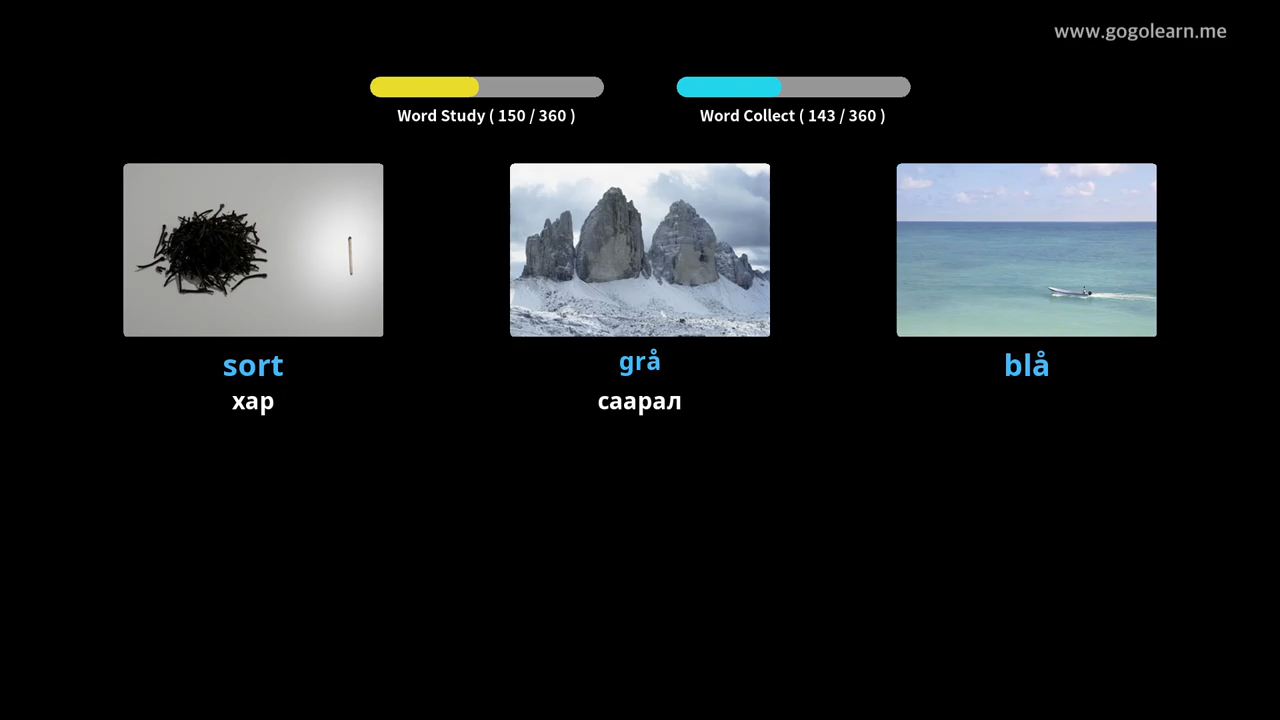 www.gogolearn.me
Word Study ( 150 / 360 )
Word Collect ( 143 / 360 )
sort
grå
blå
хар
саарал